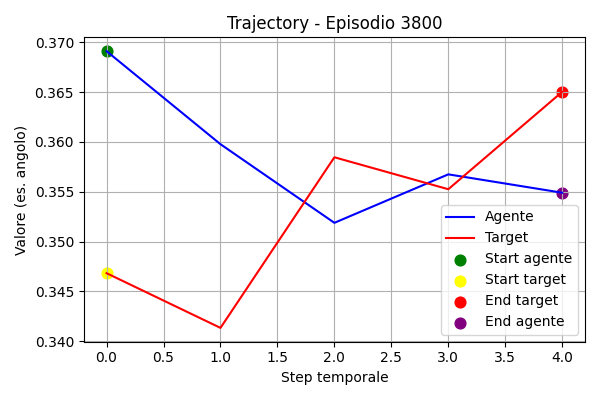 Trajectory - Episodio 3800
Valore (es. angolo)
0.370
0.365
0.360
0.355
0.350
0.345
0.340
0.0
0.5
1.0
1.5
2.0
2.5
3.0
3.5
4.0
Step temporale
Agente
Target
Start agente
Start target
End target
End agente